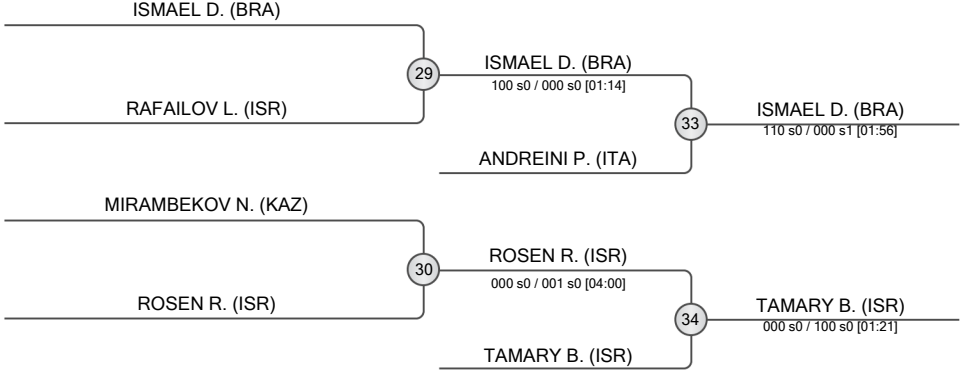 ISMAEL D. (BRA)
29
RAFAILOV L. (ISR)
ISMAEL D. (BRA)
100 s0 / 000 s0 [01:14]
33
ANDREINI P. (ITA)
ISMAEL D. (BRA)
110 s0 / 000 s1 [01:56]
MIRAMBEKOV N. (KAZ)
30
ROSEN R. (ISR)
ROSEN R. (ISR)
000 s0 / 001 s0 [04:00]
34
TAMARY B. (ISR)
TAMARY B. (ISR)
000 s0 / 100 s0 [01:21]